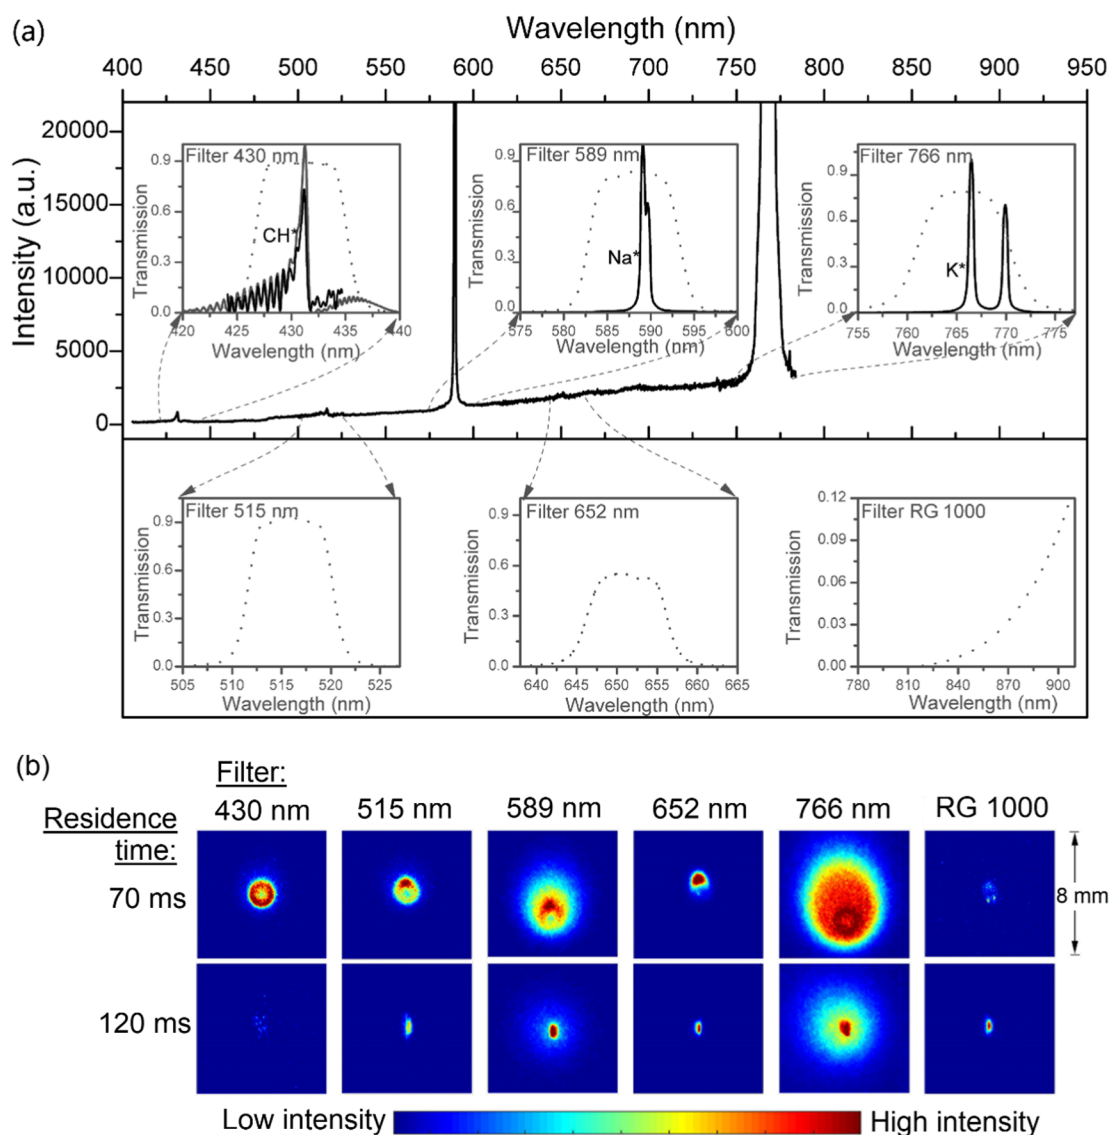 (a)
Wavelength (nm)
400 450 500 550 600 650 700 750 800 850 900 950
Intensity (a.u.)
20000
15000
10000
5000
0
Filter 430 nm
Transmission
0.9
0.6
0.3
0.0
CH*
420 425 430 435 440
Wavelength (nm)
Filter 589 nm
Transmission
0.9
0.6
0.3
0.0
Na*
575 580 585 590 595 600
Wavelength (nm)
Filter 766 nm
Transmission
0.9
0.6
0.3
0.0
K*
755 760 765 770 775
Wavelength (nm)
Filter 515 nm
Transmission
0.9
0.6
0.3
0.0
505 510 515 520 525
Wavelength (nm)
Filter 652 nm
Transmission
0.9
0.6
0.3
0.0
640 645 650 655 660 665
Wavelength (nm)
Filter RG 1000
Transmission
0.12
0.09
0.06
0.03
0.00
780 810 840 870 900
Wavelength (nm)
(b)
Filter:
430 nm 515 nm 589 nm 652 nm 766 nm RG 1000
Residence
time:
70 ms
8 mm
120 ms
Low intensity High intensity